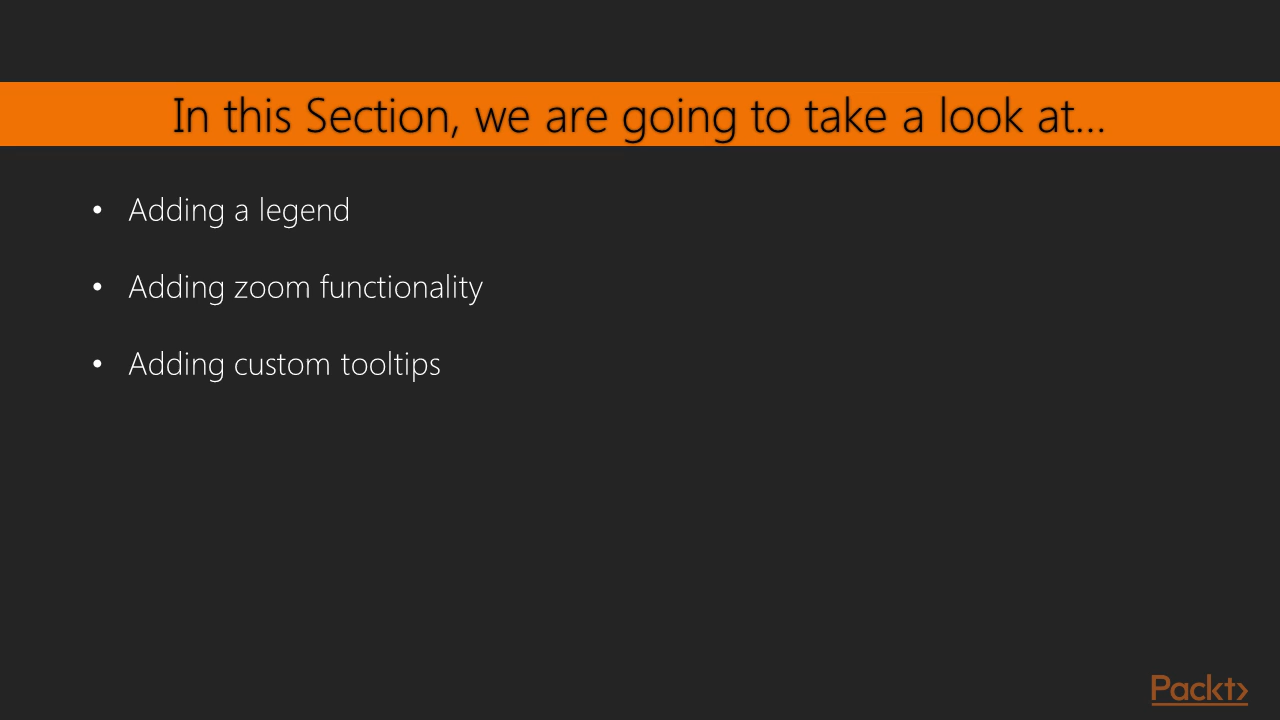 In this Section, we are going to take a look at...
• Adding a legend
• Adding zoom functionality
• Adding custom tooltips
Packt>